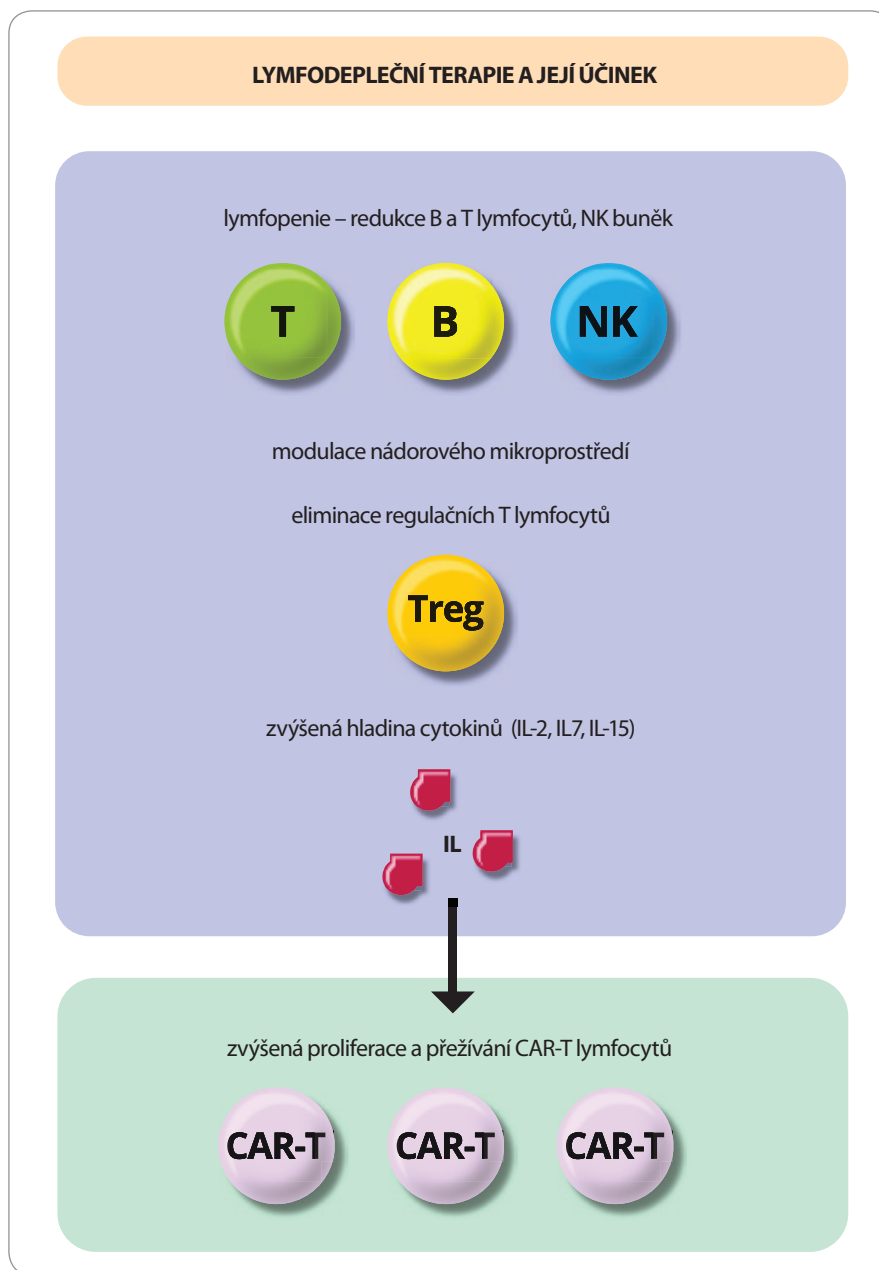 LYMFODEPLEČNÍ TERAPIE A JEJÍ ÚČINEK
lymfopenie – redukce B a T lymfocytů, NK buněk
T B NK
modulace nádorového mikroprostředí
eliminace regulačních T lymfocytů
Treg
zvýšená hladina cytokinů (IL-2, IL7, IL-15)
IL
zvýšená proliferace a přežívání CAR-T lymfocytů
CAR-T CAR-T CAR-T